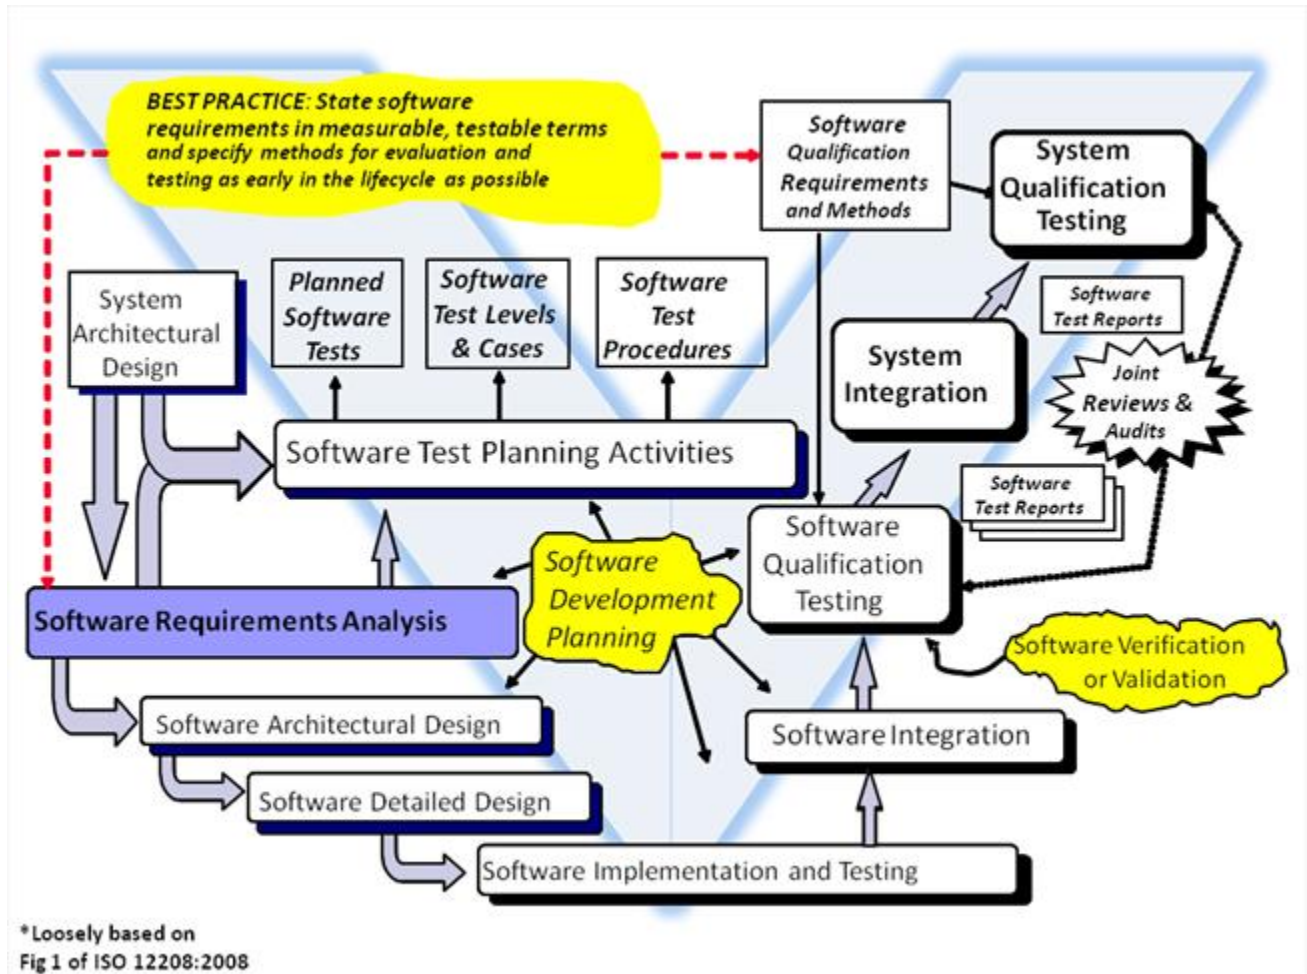 BEST PRACTICE: State software
requirements in measurable, testable terms
and specify methods for evaluation and
testing as early in the lifecycle as possible
Software
Qualification
Requirements
and Methods
System
Qualification
Testing
System
Architectural
Design
Planned
Software
Tests
Software
Test Levels
& Cases
Software
Test
Procedures
Software
Test Reports
System
Integration
Joint
Reviews &
Audits
Software Test Planning Activities
Software
Test Reports
Software
Qualification
Testing
Software
Development
Planning
Software Requirements Analysis
Software Verification
or Validation
Software Architectural Design
Software Integration
Software Detailed Design
Software Implementation and Testing
*Loosely based on
Fig 1 of ISO 12208:2008